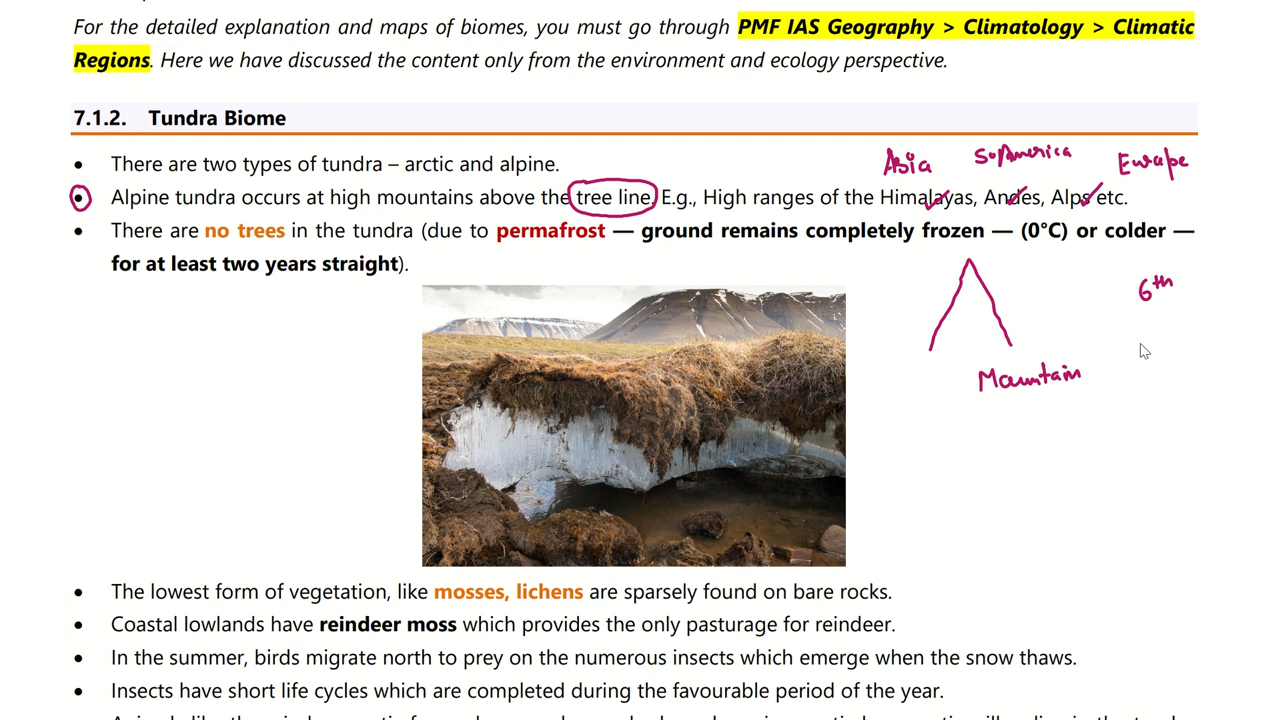 For the detailed explanation and maps of biomes, you must go through PMF IAS Geography > Climatology > Climatic
Regions. Here we have discussed the content only from the environment and ecology perspective.
7.1.2. Tundra Biome
• There are two types of tundra – arctic and alpine.
Asia So America Europe
• Alpine tundra occurs at high mountains above the tree line. E.g., High ranges of the Himalayas, Andes, Alps etc.
• There are no trees in the tundra (due to permafrost — ground remains completely frozen — (0°C) or colder —
for at least two years straight).
6th
Mountain
• The lowest form of vegetation, like mosses, lichens are sparsely found on bare rocks.
• Coastal lowlands have reindeer moss which provides the only pasturage for reindeer.
• In the summer, birds migrate north to prey on the numerous insects which emerge when the snow thaws.
• Insects have short life cycles which are completed during the favourable period of the year.